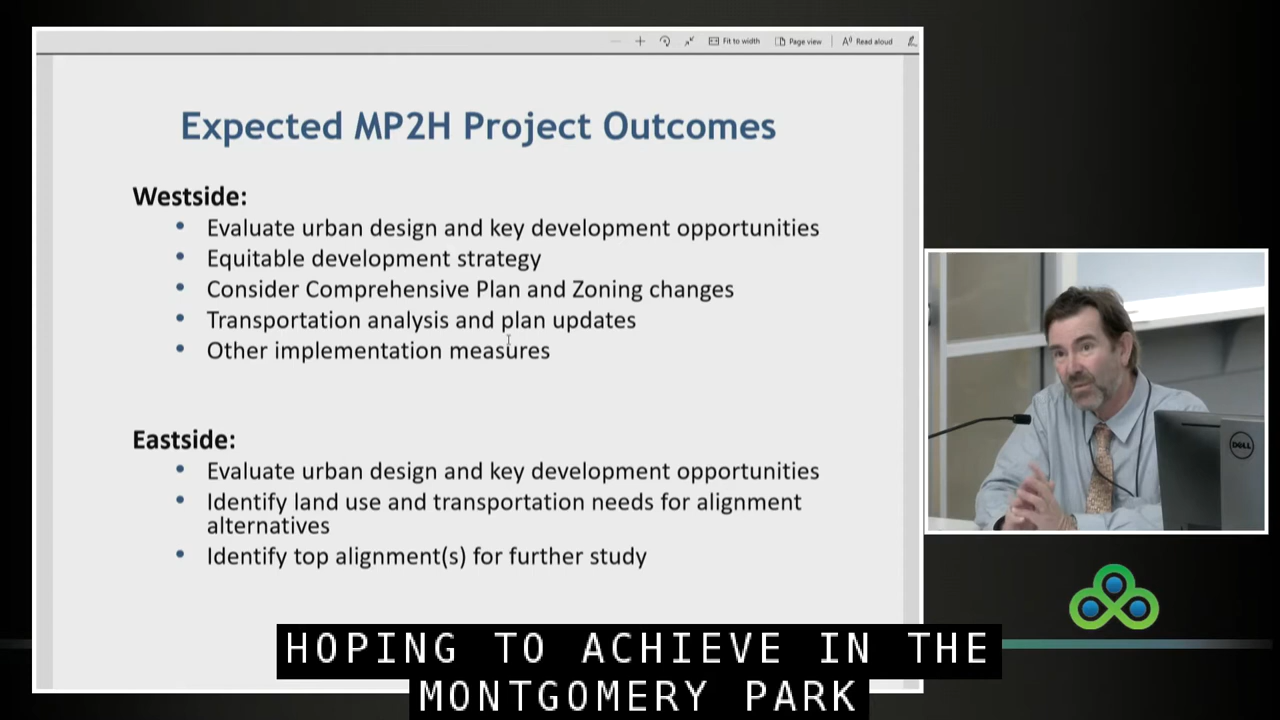 Fit to width
Page view
Read aloud
Expected MP2H Project Outcomes
Westside:
• Evaluate urban design and key development opportunities
• Equitable development strategy
• Consider Comprehensive Plan and Zoning changes
• Transportation analysis and plan updates
• Other implementation measures
Eastside:
• Evaluate urban design and key development opportunities
• Identify land use and transportation needs for alignment
alternatives
• Identify top alignment(s) for further study
DELL
HOPING TO ACHIEVE IN THE
MONTGOMERY PARK